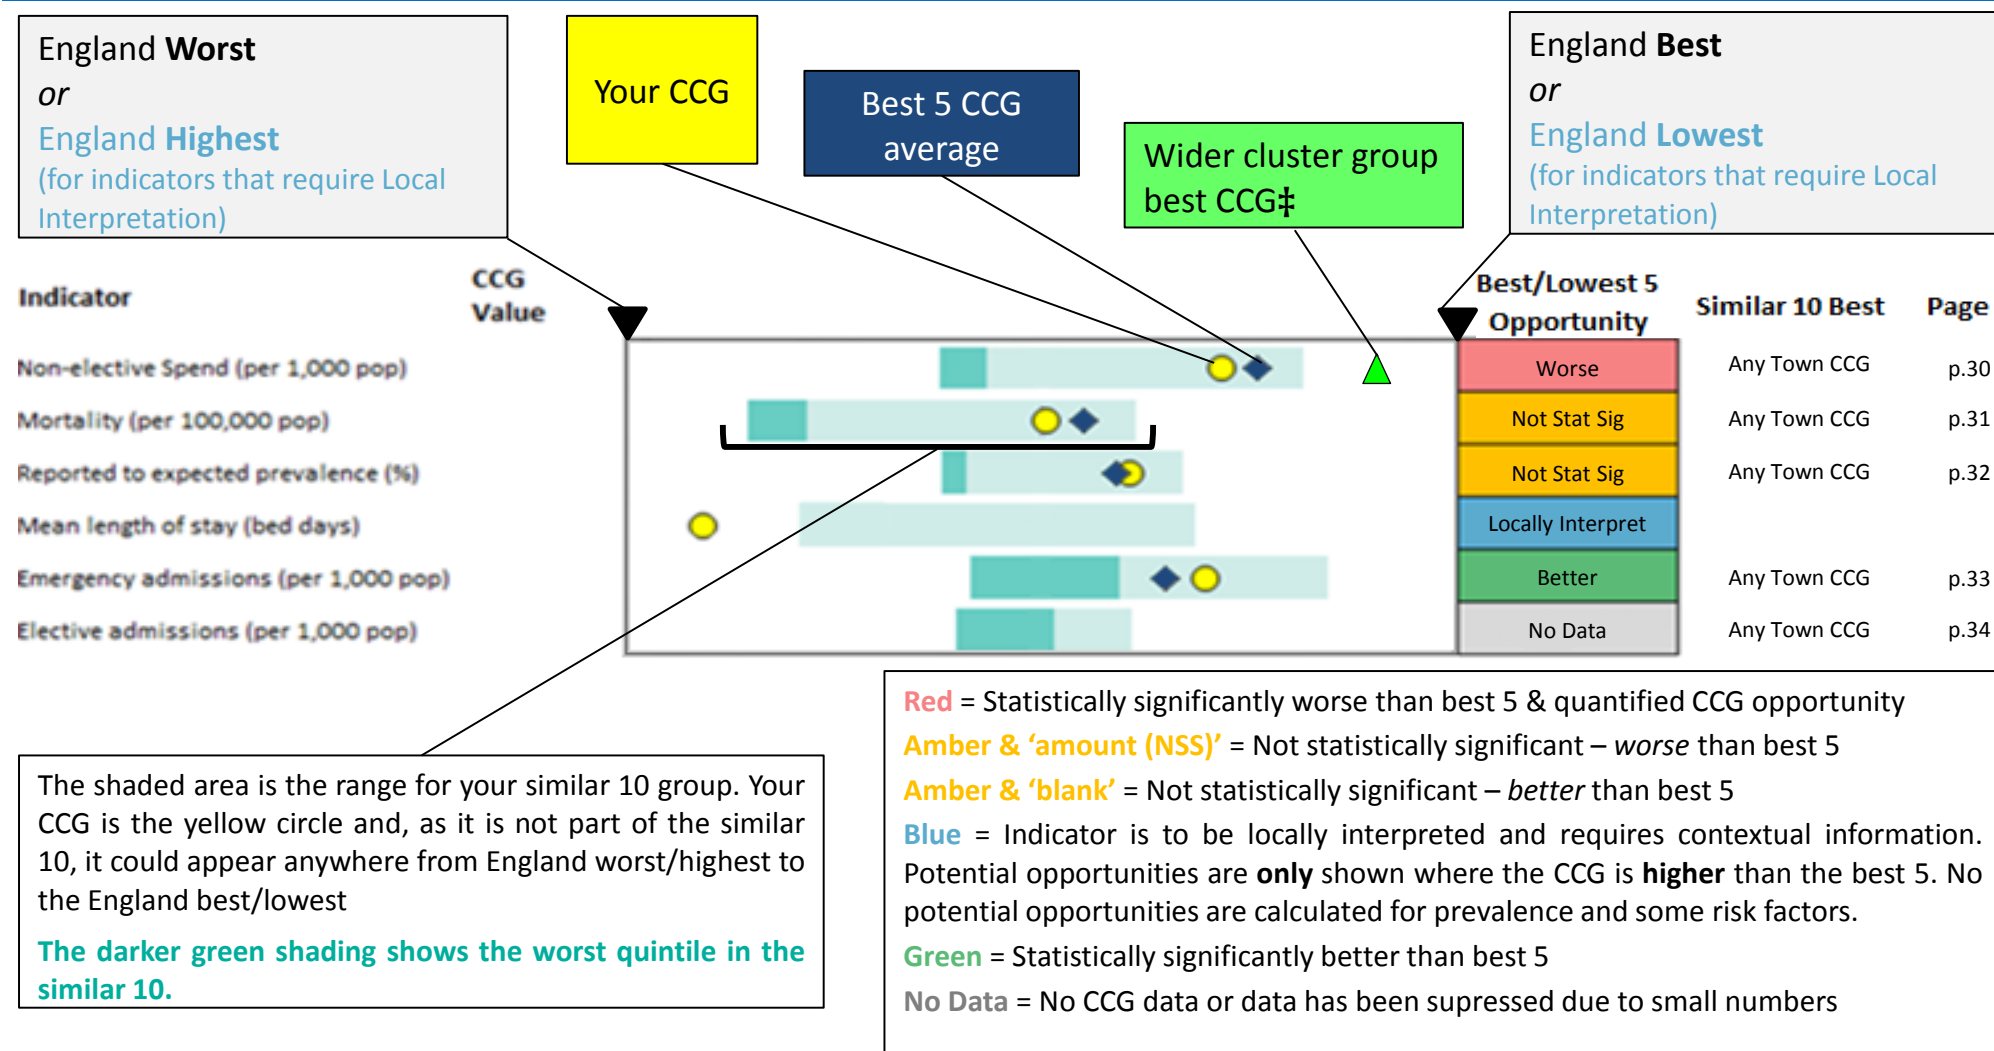 England Worst
or
England Highest
(for indicators that require Local
Interpretation)
Your CCG
Best 5 CCG
average
Wider cluster group
best CCG‡
England Best
or
England Lowest
(for indicators that require Local
Interpretation)
Indicator
CCG
Value
Best/Lowest 5
Opportunity
Similar 10 Best
Page
Non-elective Spend (per 1,000 pop)
Worse
Any Town CCG
p.30
Mortality (per 100,000 pop)
Not Stat Sig
Any Town CCG
p.31
Reported to expected prevalence (%)
Not Stat Sig
Any Town CCG
p.32
Mean length of stay (bed days)
Locally Interpret
Emergency admissions (per 1,000 pop)
Better
Any Town CCG
p.33
Elective admissions (per 1,000 pop)
No Data
Any Town CCG
p.34
The shaded area is the range for your similar 10 group. Your
CCG is the yellow circle and, as it is not part of the similar
10, it could appear anywhere from England worst/highest to
the England best/lowest
The darker green shading shows the worst quintile in the
similar 10.
Red = Statistically significantly worse than best 5 & quantified CCG opportunity
Amber & ‘amount (NSS)’ = Not statistically significant – worse than best 5
Amber & ‘blank’ = Not statistically significant – better than best 5
Blue = Indicator is to be locally interpreted and requires contextual information.
Potential opportunities are only shown where the CCG is higher than the best 5. No
potential opportunities are calculated for prevalence and some risk factors.
Green = Statistically significantly better than best 5
No Data = No CCG data or data has been supressed due to small numbers